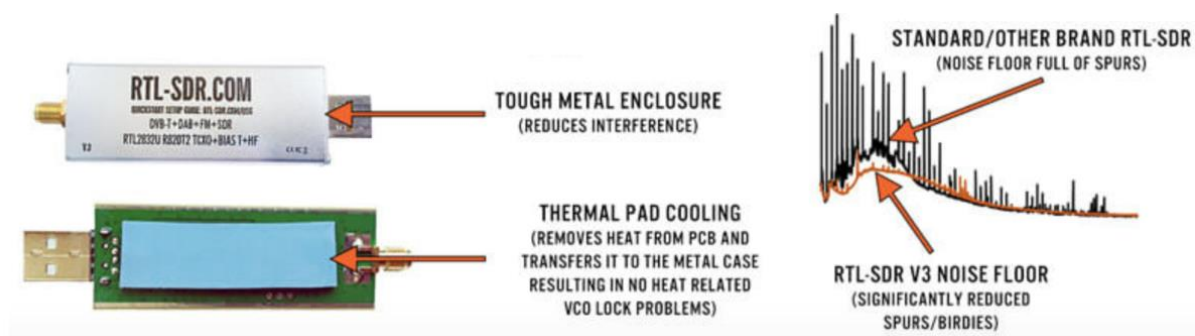 RTL-SDR.COM
QUICKSTART SETUP GUIDE: RTL-SDR.COM/QSG
DVB-T+DAB+FM+SDR
RTL2832U R820T2 TCXO+BIAS T+HF
TOUGH METAL ENCLOSURE
(REDUCES INTERFERENCE)
THERMAL PAD COOLING
(REMOVES HEAT FROM PCB AND
TRANSFERS IT TO THE METAL CASE
RESULTING IN NO HEAT RELATED
VCO LOCK PROBLEMS)
STANDARD/OTHER BRAND RTL-SDR
(NOISE FLOOR FULL OF SPURS)
RTL-SDR V3 NOISE FLOOR
(SIGNIFICANTLY REDUCED
SPURS/BIRDIES)